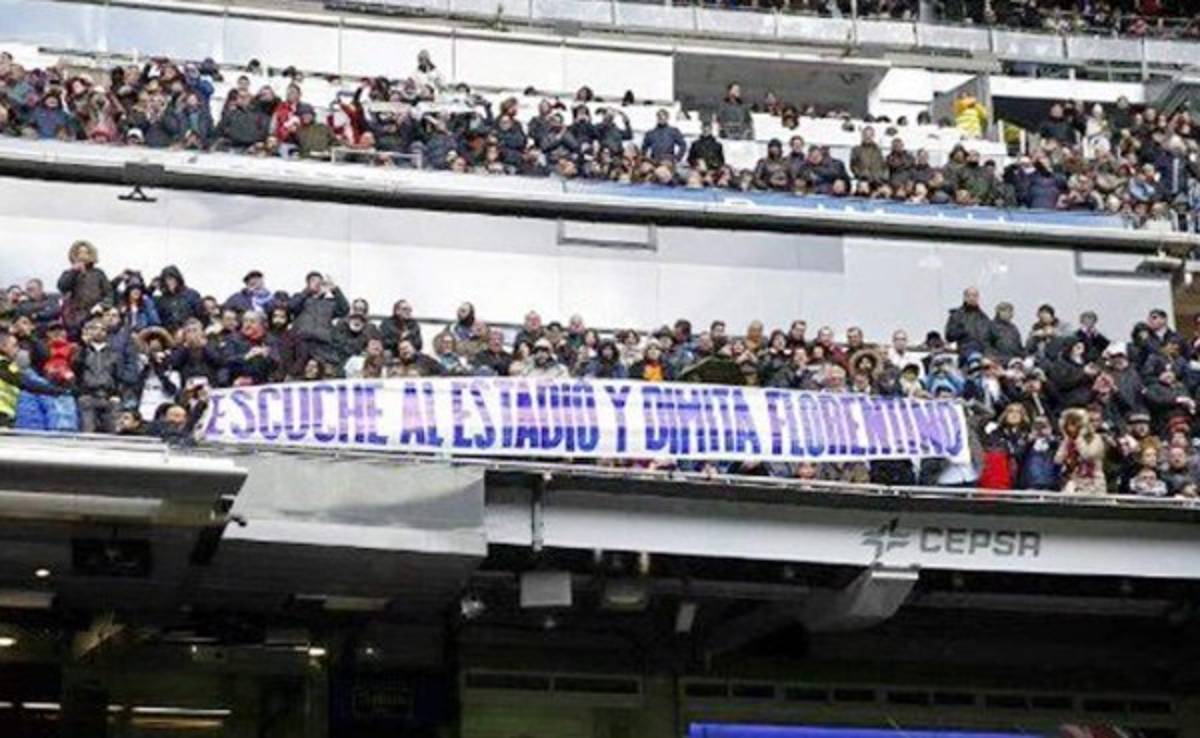 ESCUCHE AL ESTADIO Y DIMITA FLORENTINO
CEPSA